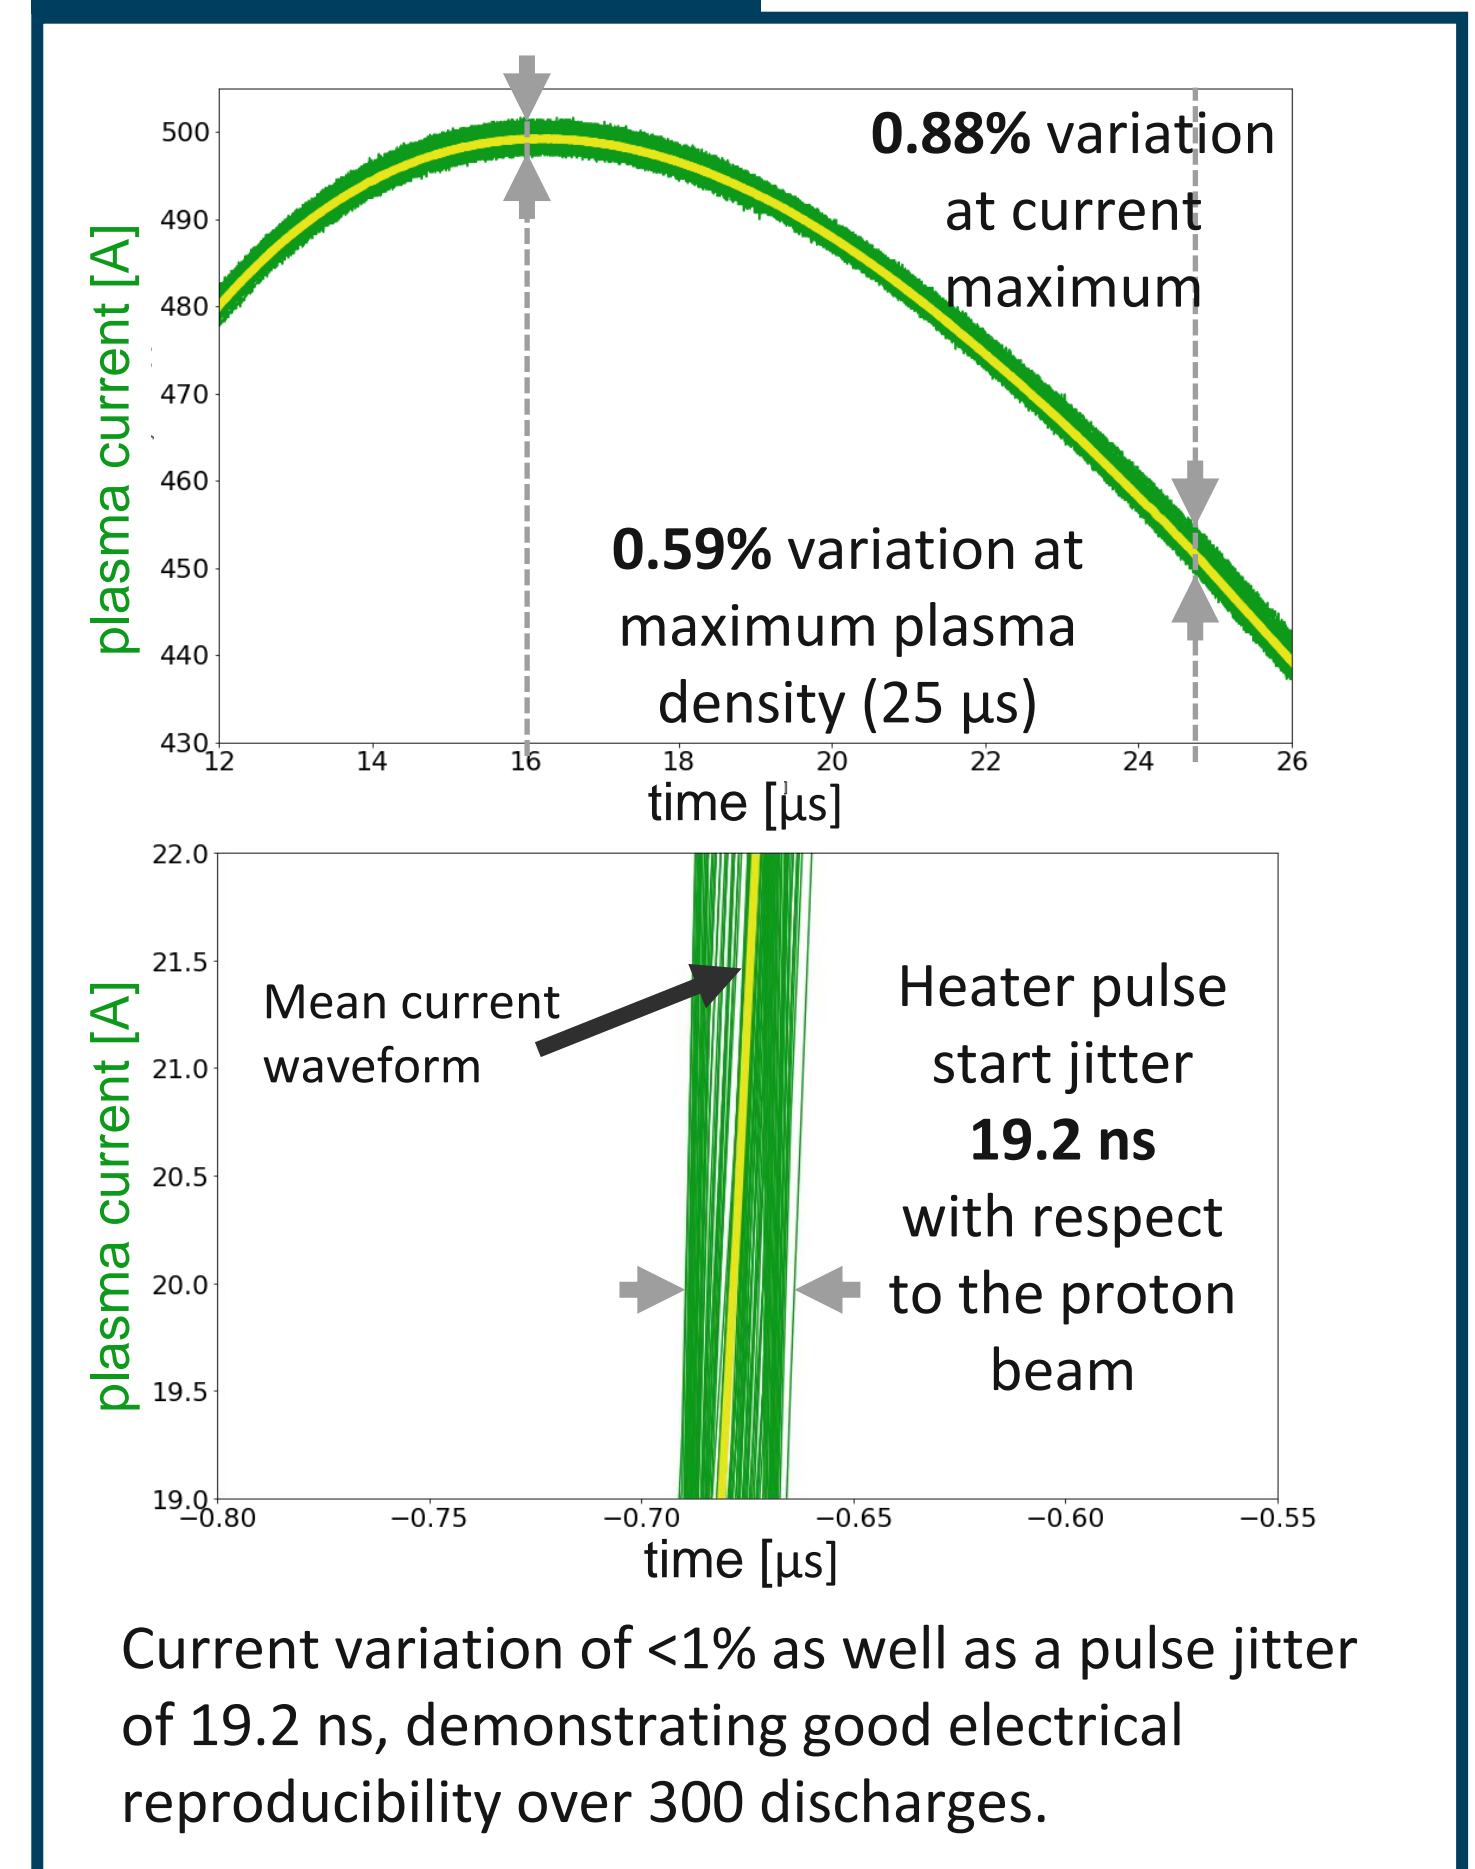 500
490
480
470
460
450
440
430
plasma current [A]
0.88% variation
at current
maximum
0.59% variation at
maximum plasma
density (25 µs)
12 14 16 18 20 22 24 26
time [µs]
22.0
21.5
21.0
20.5
20.0
19.5
19.0
plasma current [A]
Mean current
waveform
Heater pulse
start jitter
19.2 ns
with respect
to the proton
beam
−0.80 −0.75 −0.70 −0.65 −0.60 −0.55
time [µs]
Current variation of <1% as well as a pulse jitter
of 19.2 ns, demonstrating good electrical
reproducibility over 300 discharges.